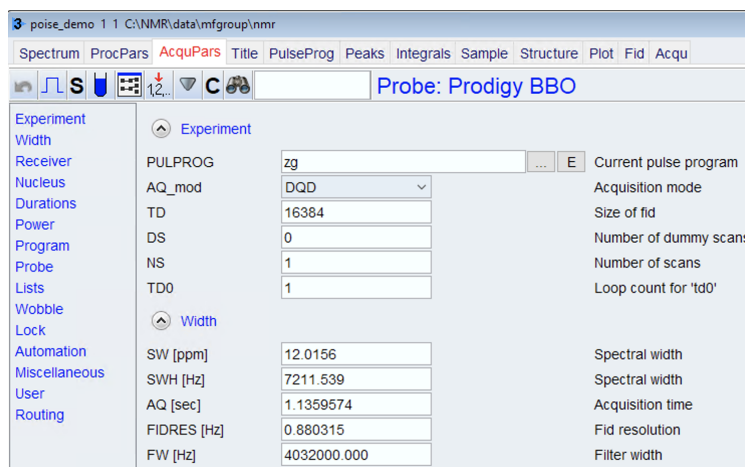 poise_demo 1 1 C:\NMR\data\mfgroup\nmr
Spectrum ProcPars AcquPars Title PulseProg Peaks Integrals Sample Structure Plot Fid Acqu
S 1,2,.. C Probe: Prodigy BBO
Experiment
Width
Receiver
Nucleus
Durations
Power
Program
Probe
Lists
Wobble
Lock
Automation
Miscellaneous
User
Routing
Experiment
PULPROG zg ... E Current pulse program
AQ_mod DQD Acquisition mode
TD 16384 Size of fid
DS 0 Number of dummy scans
NS 1 Number of scans
TD0 1 Loop count for 'td0'
Width
SW [ppm] 12.0156 Spectral width
SWH [Hz] 7211.539 Spectral width
AQ [sec] 1.1359574 Acquisition time
FIDRES [Hz] 0.880315 Fid resolution
FW [Hz] 4032000.000 Filter width